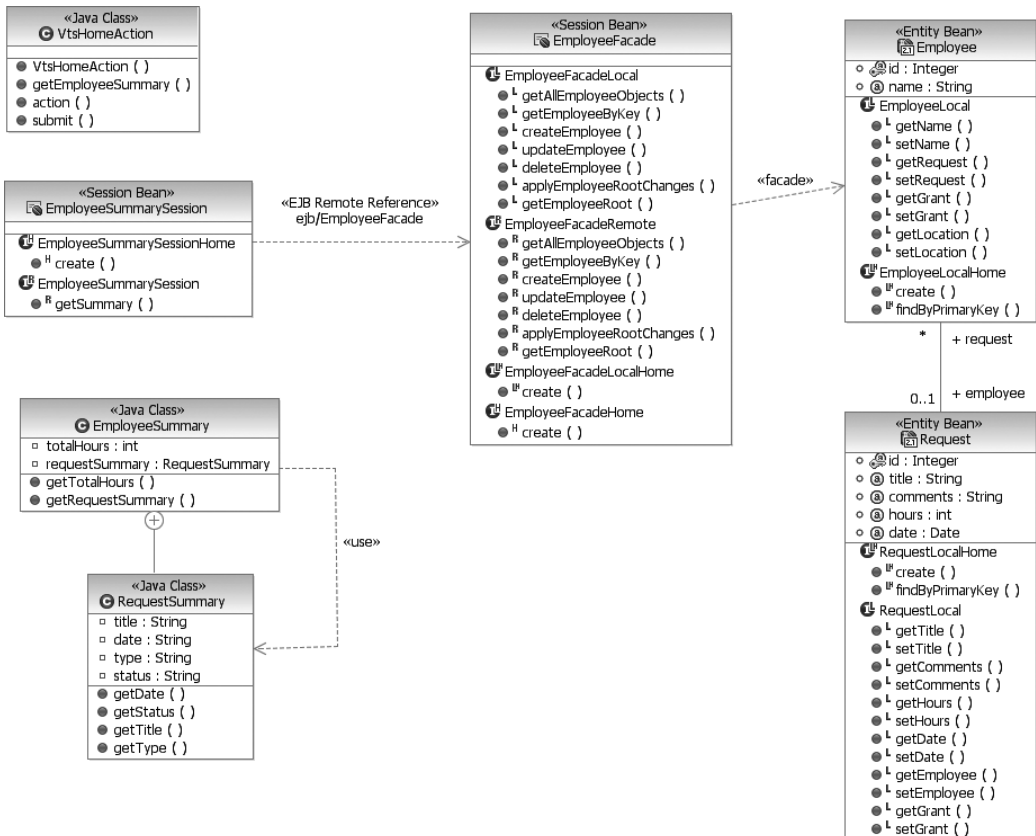 «Java Class»
VtsHomeAction
VtsHomeAction ( )
getEmployeeSummary ( )
action ( )
submit ( )
«Session Bean»
EmployeeSummarySession
EmployeeSummarySessionHome
H create ( )
EmployeeSummarySession
R getSummary ( )
«EJB Remote Reference»
ejb/EmployeeFacade
«Session Bean»
EmployeeFacade
EmployeeFacadeLocal
L getAllEmployeeObjects ( )
L getEmployeeByKey ( )
L createEmployee ( )
L updateEmployee ( )
L deleteEmployee ( )
L applyEmployeeRootChanges ( )
L getEmployeeRoot ( )
EmployeeFacadeRemote
R getAllEmployeeObjects ( )
R getEmployeeByKey ( )
R createEmployee ( )
R updateEmployee ( )
R deleteEmployee ( )
R applyEmployeeRootChanges ( )
R getEmployeeRoot ( )
EmployeeFacadeLocalHome
LH create ( )
EmployeeFacadeHome
H create ( )
«facade»
«Entity Bean»
Employee
id : Integer
name : String
EmployeeLocal
L getName ( )
L setName ( )
L getRequest ( )
L setRequest ( )
L getGrant ( )
L setGrant ( )
L getLocation ( )
L setLocation ( )
EmployeeLocalHome
LH create ( )
LH findByPrimaryKey ( )
* + request
0..1 + employee
«Entity Bean»
Request
id : Integer
title : String
comments : String
hours : int
date : Date
RequestLocalHome
LH create ( )
LH findByPrimaryKey ( )
RequestLocal
L getTitle ( )
L setTitle ( )
L getComments ( )
L setComments ( )
L getHours ( )
L setHours ( )
L getDate ( )
L setDate ( )
L getEmployee ( )
L setEmployee ( )
L getGrant ( )
L setGrant ( )
«Java Class»
EmployeeSummary
totalHours : int
requestSummary : RequestSummary
getTotalHours ( )
getRequestSummary ( )
«use»
«Java Class»
RequestSummary
title : String
date : String
type : String
status : String
getDate ( )
getStatus ( )
getTitle ( )
getType ( )